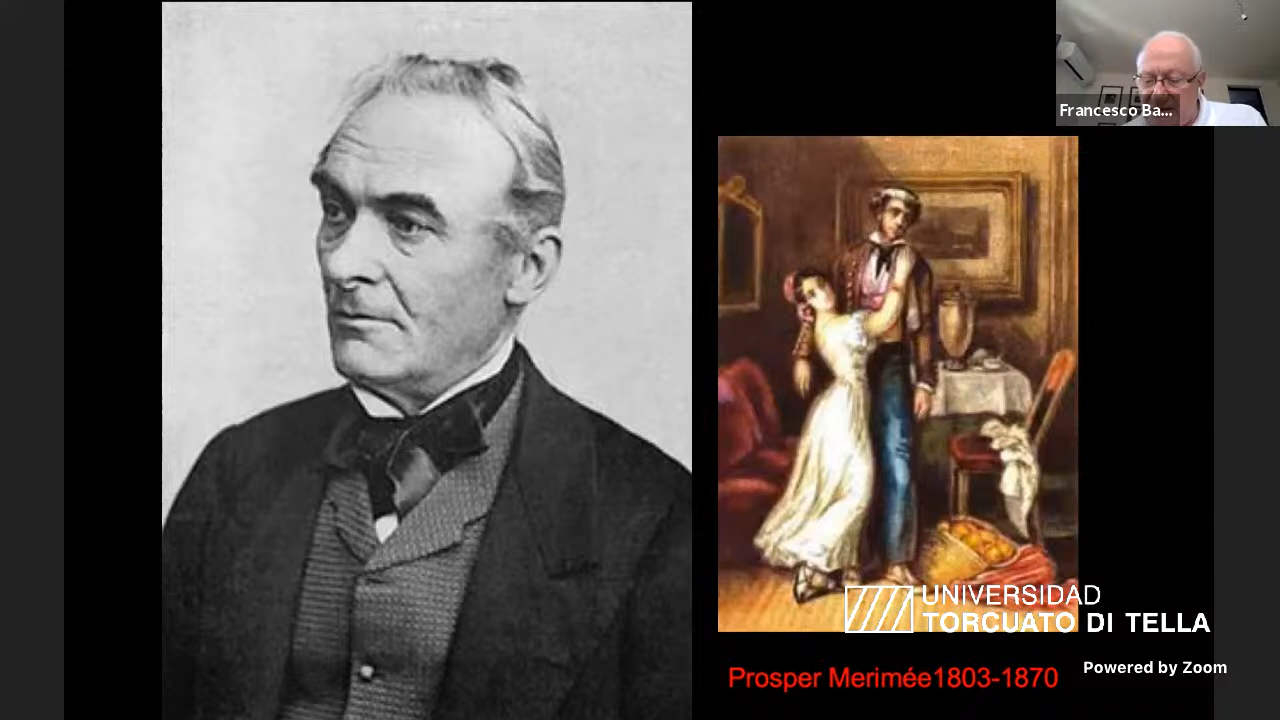 Francesco Ba...
UNIVERSIDAD
TORCUATO DI TELLA
Prosper Merimée1803-1870
Powered by Zoom